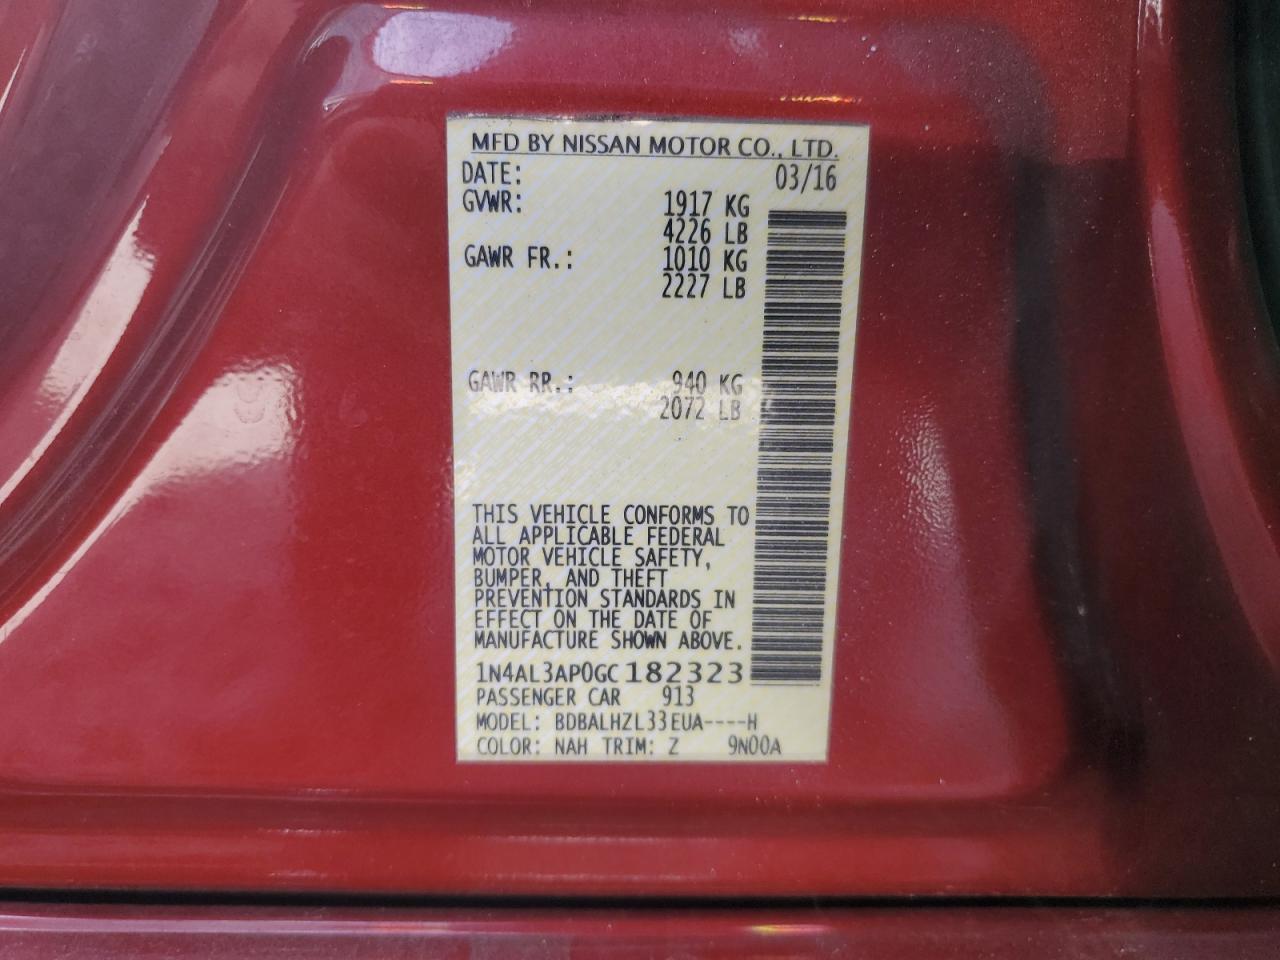 MFD BY NISSAN MOTOR CO., LTD.
DATE: 03/16
GVWR: 1917 KG
4226 LB
GAWR FR.: 1010 KG
2227 LB
GAWR RR.: 940 KG
2072 LB
THIS VEHICLE CONFORMS TO
ALL APPLICABLE FEDERAL
MOTOR VEHICLE SAFETY,
BUMPER, AND THEFT
PREVENTION STANDARDS IN
EFFECT ON THE DATE OF
MANUFACTURE SHOWN ABOVE.
1N4AL3AP0GC182323
PASSENGER CAR 913
MODEL: BDBALHZL33EUA----H
COLOR: NAH TRIM: Z 9N00A